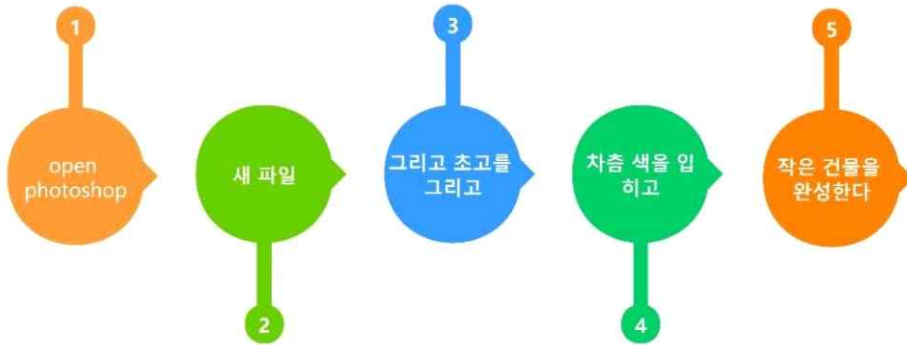 1
open
photoshop
2
새 파일
3
그리고 초고를
그리고
4
차츰 색을 입
히고
5
작은 건물을
완성한다